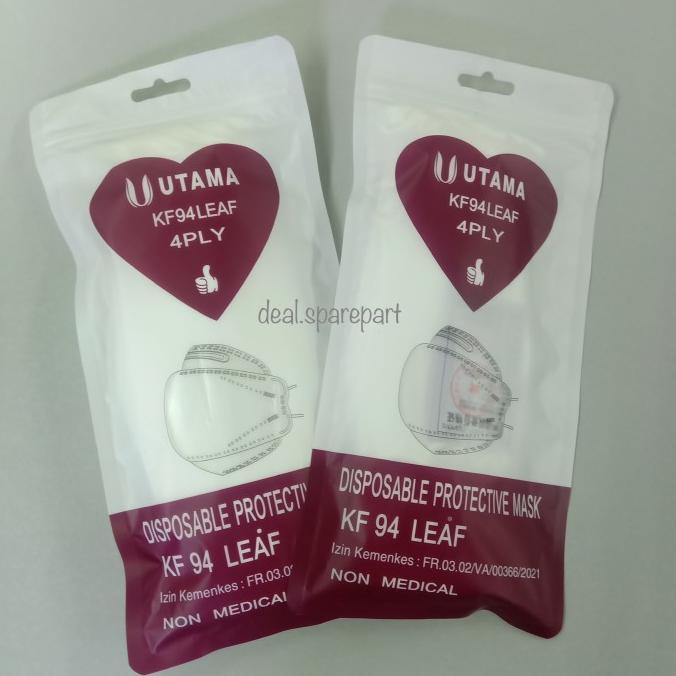 UTAMA
KF94LEAF
4PLY
DISPOSABLE PROTECTIV
KF 94 LEAF
Izin Kemenkes : FR.03.0
NON MEDICAL
UTAMA
KF94LEAF
4PLY
DISPOSABLE PROTECTIVE MASK
KF 94 LEAF
Izin Kemenkes : FR.03.02/VA/00366/2021
NON MEDICAL
deal.sparepart